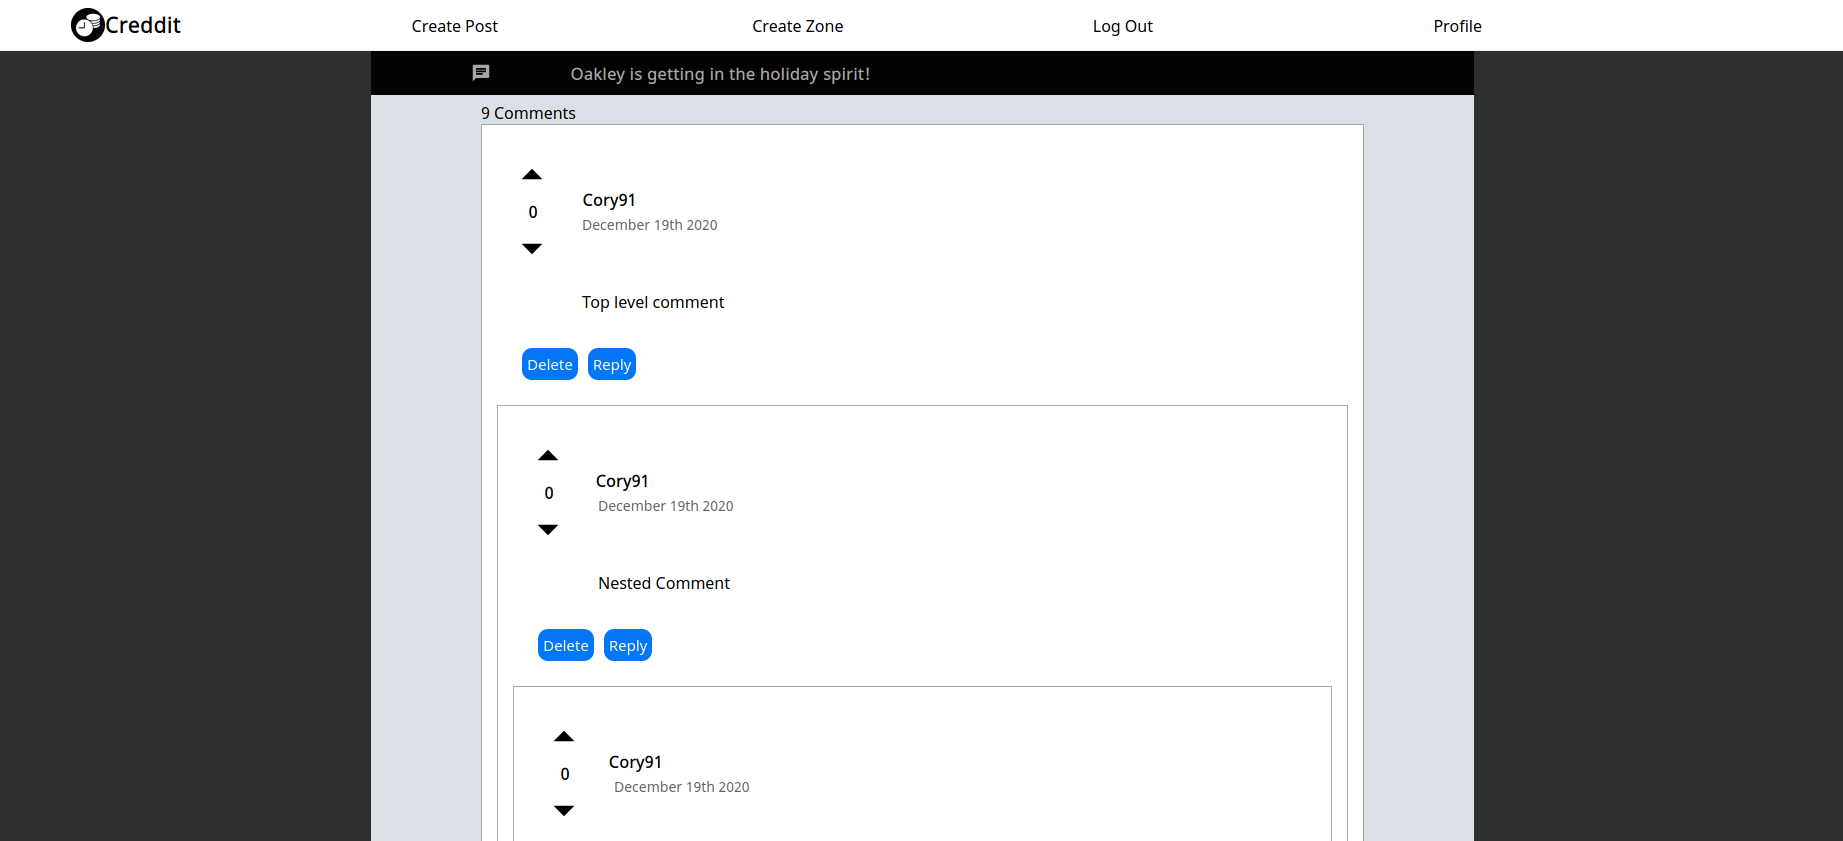 Creddit
Create Post
Create Zone
Log Out
Profile
Oakley is getting in the holiday spirit!
9 Comments
0
Cory91
December 19th 2020
Top level comment
Delete
Reply
0
Cory91
December 19th 2020
Nested Comment
Delete
Reply
0
Cory91
December 19th 2020